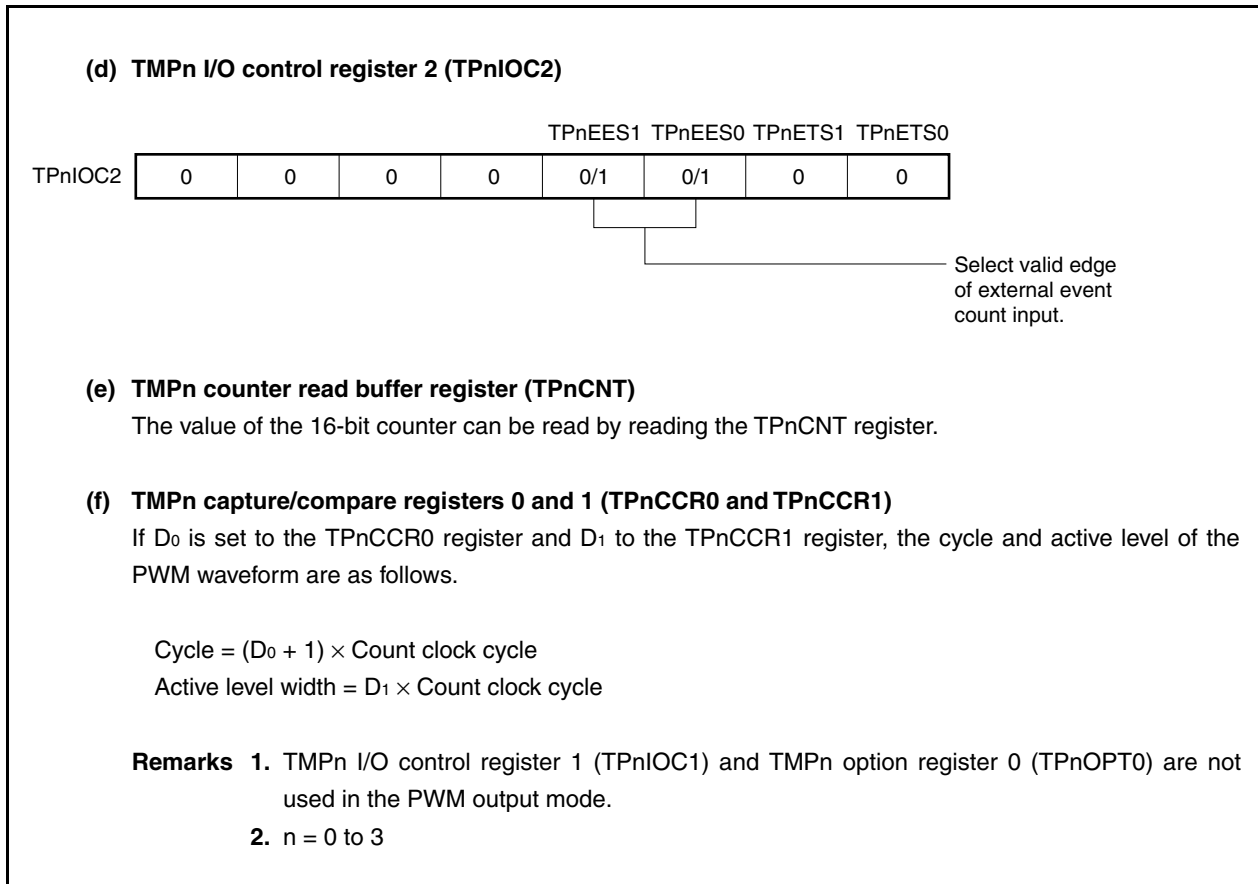 (d) TMPn I/O control register 2 (TPnIOC2)
TPnEES1 TPnEES0 TPnETS1 TPnETS0
TPnIOC2 0 0 0 0 0/1 0/1 0 0
Select valid edge
of external event
count input.
(e) TMPn counter read buffer register (TPnCNT)
The value of the 16-bit counter can be read by reading the TPnCNT register.
(f) TMPn capture/compare registers 0 and 1 (TPnCCR0 and TPnCCR1)
If D0 is set to the TPnCCR0 register and D1 to the TPnCCR1 register, the cycle and active level of the
PWM waveform are as follows.
Cycle = (D0 + 1) × Count clock cycle
Active level width = D1 × Count clock cycle
Remarks 1. TMPn I/O control register 1 (TPnIOC1) and TMPn option register 0 (TPnOPT0) are not
used in the PWM output mode.
2. n = 0 to 3